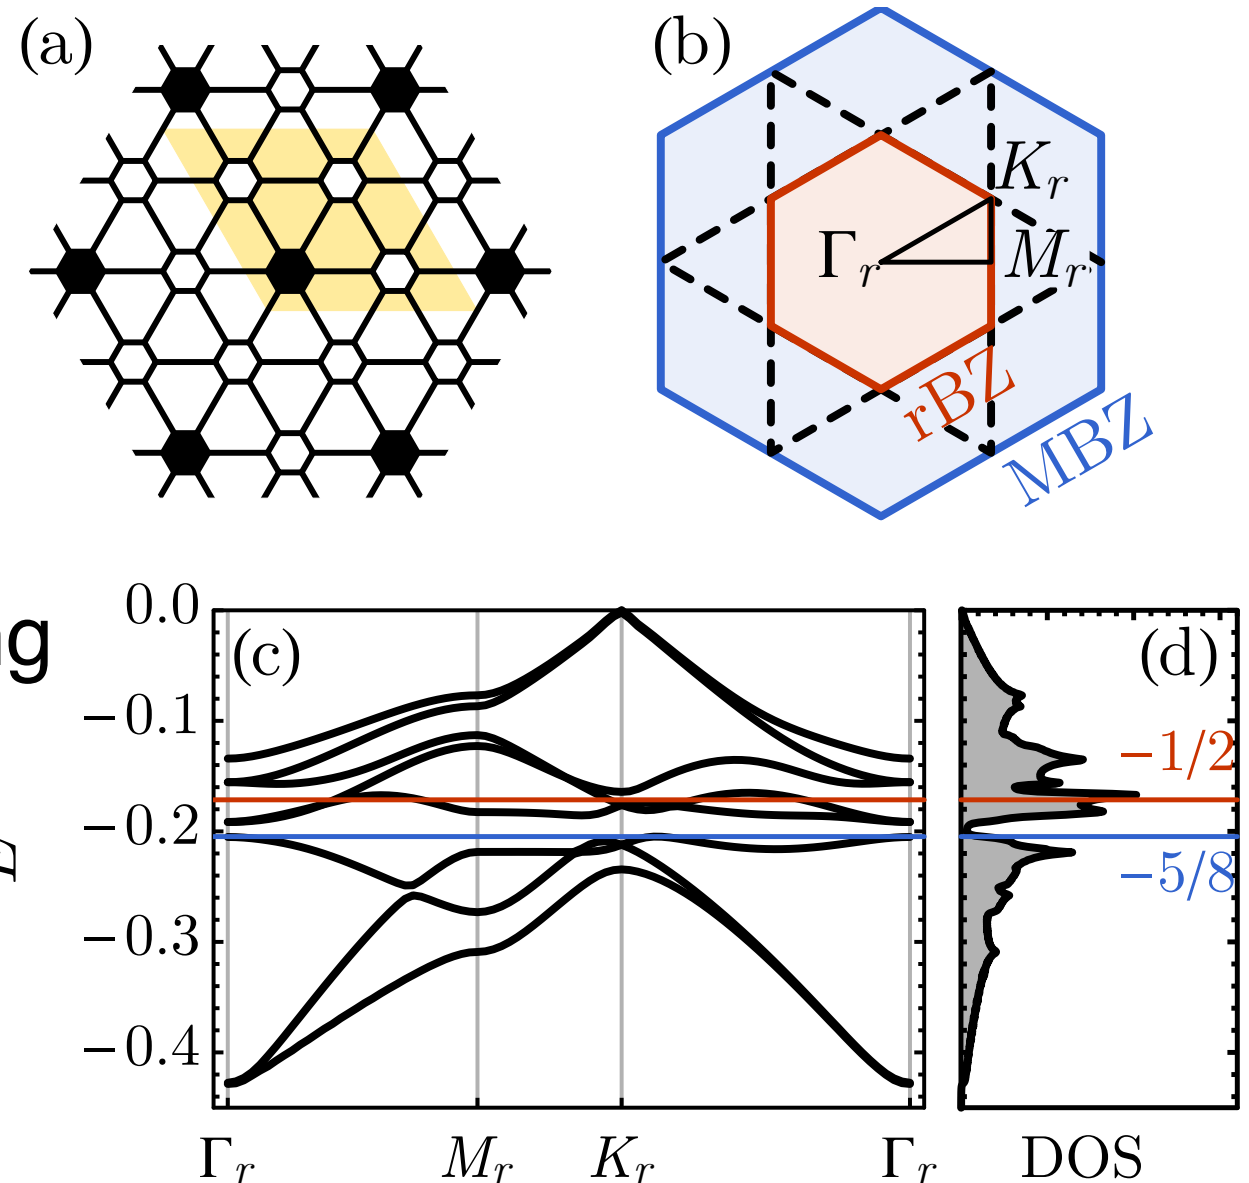 (a)
(b)
K_r
Γ_r
M_r
rBZ
MBZ
ng
(c)
(d)
0.0
−0.1
−0.2
−0.3
−0.4
−1/2
−5/8
Γ_r
M_r
K_r
Γ_r
DOS